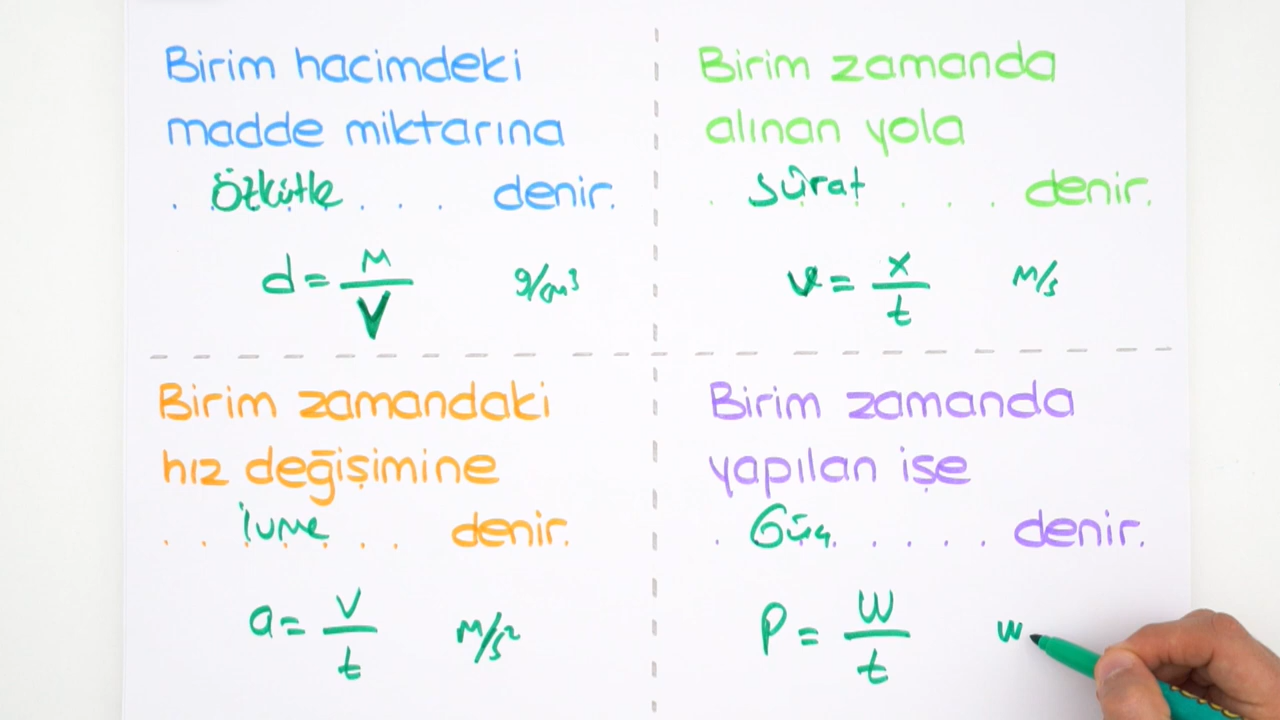 Birim hacimdeki
madde miktarına
. özkütle . . . denir.
d = m/V g/cm³
Birim zamanda
alınan yola
. sürat . . . denir.
v = x/t m/s
Birim zamandaki
hız değişimine
. . ivme . . denir.
a = v/t m/s²
Birim zamanda
yapılan işe
. Güç . . . . denir.
P = W/t w